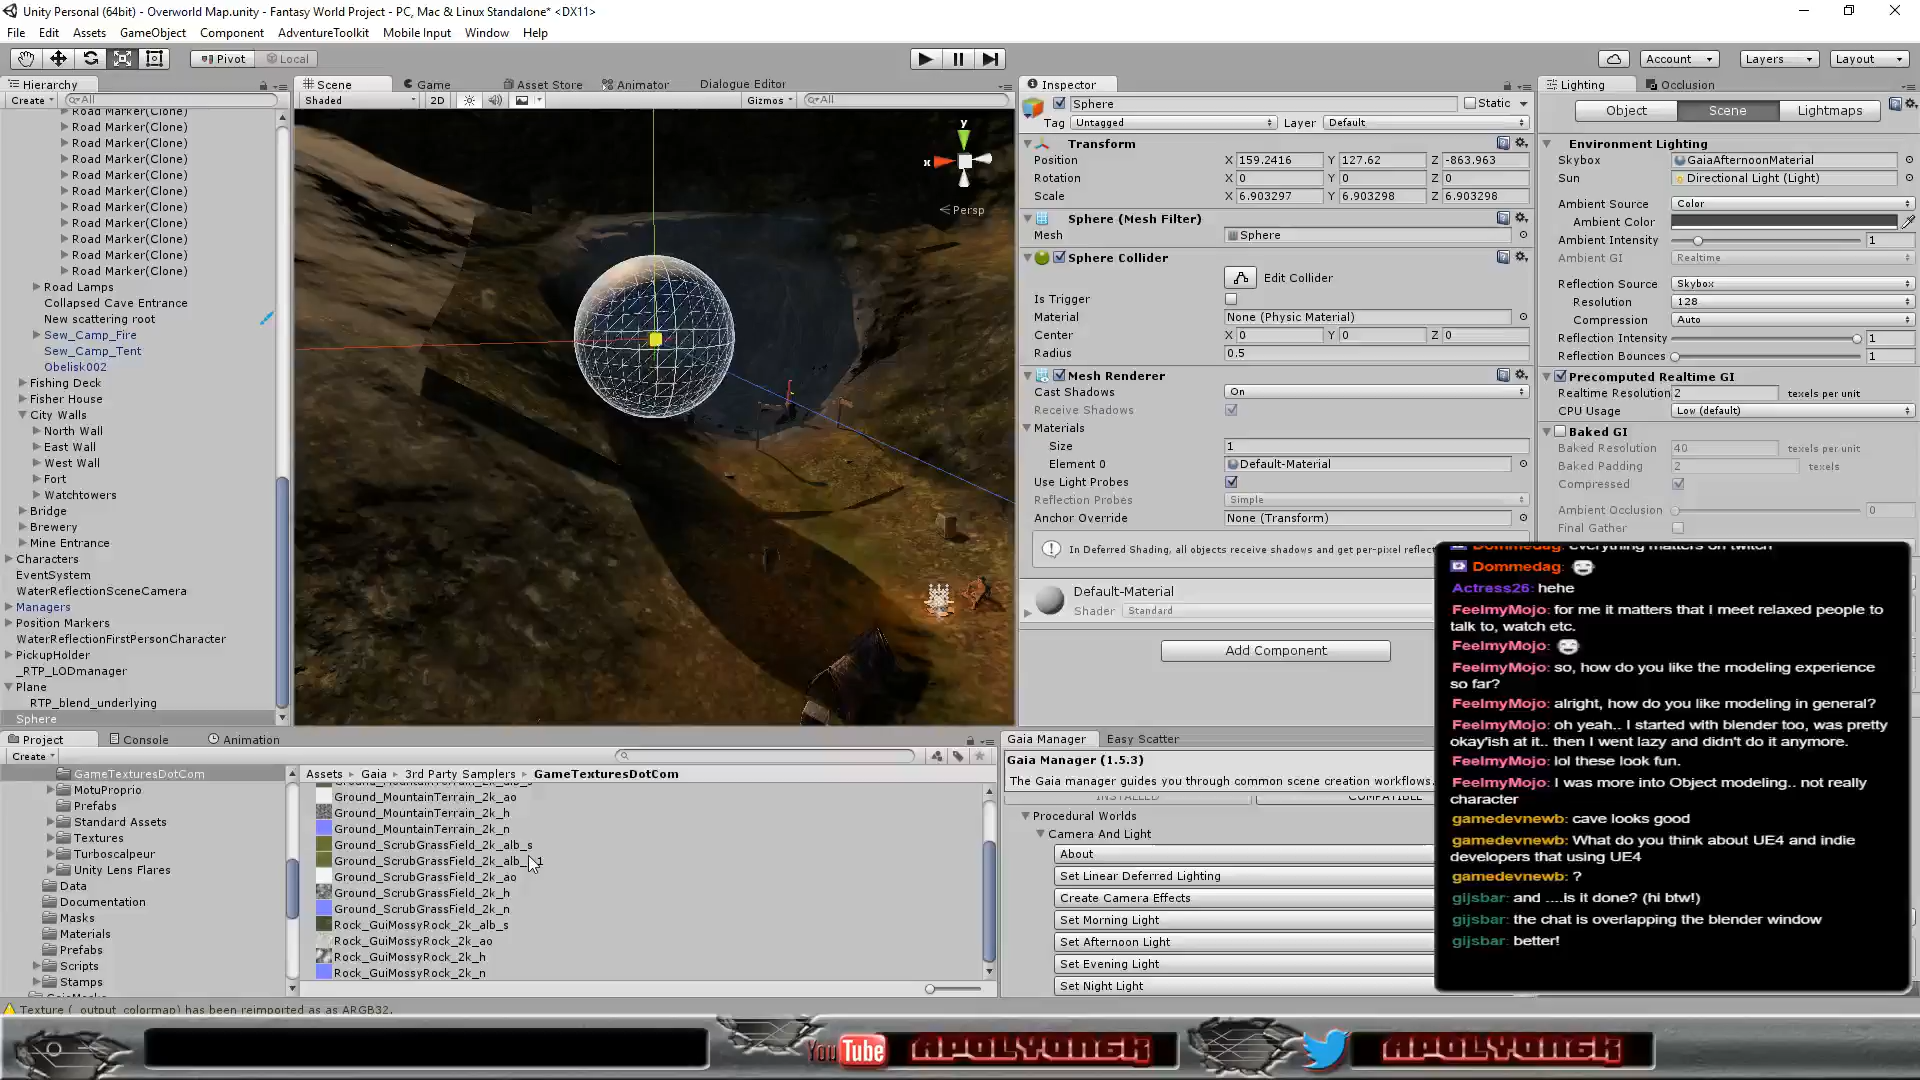 Unity Personal (64bit) - Overworld Map.unity - Fantasy World Project - PC, Mac & Linux Standalone* <DX11>
File Edit Assets GameObject Component AdventureToolkit Mobile Input Window Help
Pivot Local Account Layers Layout
Hierarchy
Create All
Road Marker(Clone)
Road Marker(Clone)
Road Marker(Clone)
Road Marker(Clone)
Road Marker(Clone)
Road Marker(Clone)
Road Marker(Clone)
Road Marker(Clone)
Road Marker(Clone)
Road Marker(Clone)
Road Marker(Clone)
Road Lamps
Collapsed Cave Entrance
New scattering root
Sew_Camp_Fire
Sew_Camp_Tent
Obelisk002
Fishing Deck
Fisher House
City Walls
North Wall
East Wall
West Wall
Fort
Watchtowers
Bridge
Brewery
Mine Entrance
Characters
EventSystem
WaterReflectionSceneCamera
Managers
Position Markers
WaterReflectionFirstPersonCharacter
PickupHolder
_RTP_LODmanager
Plane
RTP_blend_underlying
Sphere
Scene Game Asset Store Animator Dialogue Editor
Shaded 2D Gizmos All
y
x
Persp
Inspector
Sphere Static
Tag Untagged Layer Default
Transform
Position X 159.2416 Y 127.62 Z -863.963
Rotation X 0 Y 0 Z 0
Scale X 6.903297 Y 6.903298 Z 6.903298
Sphere (Mesh Filter)
Mesh Sphere
Sphere Collider
Edit Collider
Is Trigger
Material None (Physic Material)
Center X 0 Y 0 Z 0
Radius 0.5
Mesh Renderer
Cast Shadows On
Receive Shadows
Materials
Size 1
Element 0 Default-Material
Use Light Probes
Reflection Probes Simple
Anchor Override None (Transform)
In Deferred Shading, all objects receive shadows and get per-pixel reflect
Default-Material
Shader Standard
Add Component
Lighting Occlusion
Object Scene Lightmaps
Environment Lighting
Skybox GaiaAfternoonMaterial
Sun Directional Light (Light)
Ambient Source Color
Ambient Color
Ambient Intensity 1
Ambient GI Realtime
Reflection Source Skybox
Resolution 128
Compression Auto
Reflection Intensity 1
Reflection Bounces 1
Precomputed Realtime GI
Realtime Resolution 2 texels per unit
CPU Usage Low (default)
Baked GI
Baked Resolution 40 texels per unit
Baked Padding 2 texels
Compressed
Ambient Occlusion 0
Final Gather
Dommedag: everything matters on twitch
Dommedag:
Actress26: hehe
FeelmyMojo: for me it matters that I meet relaxed people to
talk to, watch etc.
FeelmyMojo:
FeelmyMojo: so, how do you like the modeling experience
so far?
FeelmyMojo: alright, how do you like modeling in general?
FeelmyMojo: oh yeah.. I started with blender too, was pretty
okay'ish at it.. then I went lazy and didn't do it anymore.
FeelmyMojo: lol these look fun.
FeelmyMojo: I was more into Object modeling.. not really
character
gamedevnewb: cave looks good
gamedevnewb: What do you think about UE4 and indie
developers that using UE4
gamedevnewb: ?
gijsbar: and ....is it done? (hi btw!)
gijsbar: the chat is overlapping the blender window
gijsbar: better!
Project Console Animation
Create
GameTexturesDotCom
MotuProprio
Prefabs
Standard Assets
Textures
Turboscalpeur
Unity Lens Flares
Data
Documentation
Masks
Materials
Prefabs
Scripts
Stamps
Assets Gaia 3rd Party Samplers GameTexturesDotCom
Ground_MountainTerrain_2k_ao
Ground_MountainTerrain_2k_h
Ground_MountainTerrain_2k_n
Ground_ScrubGrassField_2k_alb_s
Ground_ScrubGrassField_2k_alb_ 1
Ground_ScrubGrassField_2k_ao
Ground_ScrubGrassField_2k_h
Ground_ScrubGrassField_2k_n
Rock_GuiMossyRock_2k_alb_s
Rock_GuiMossyRock_2k_ao
Rock_GuiMossyRock_2k_h
Rock_GuiMossyRock_2k_n
Gaia Manager Easy Scatter
Gaia Manager (1.5.3)
The Gaia manager guides you through common scene creation workflows.
INSTALLED COMPATIBLE
Procedural Worlds
Camera And Light
About
Set Linear Deferred Lighting
Create Camera Effects
Set Morning Light
Set Afternoon Light
Set Evening Light
Set Night Light
Texture (_output_colormap) has been reimported as as ARGB32.
YouTube APOLYONGK APOLYONGK